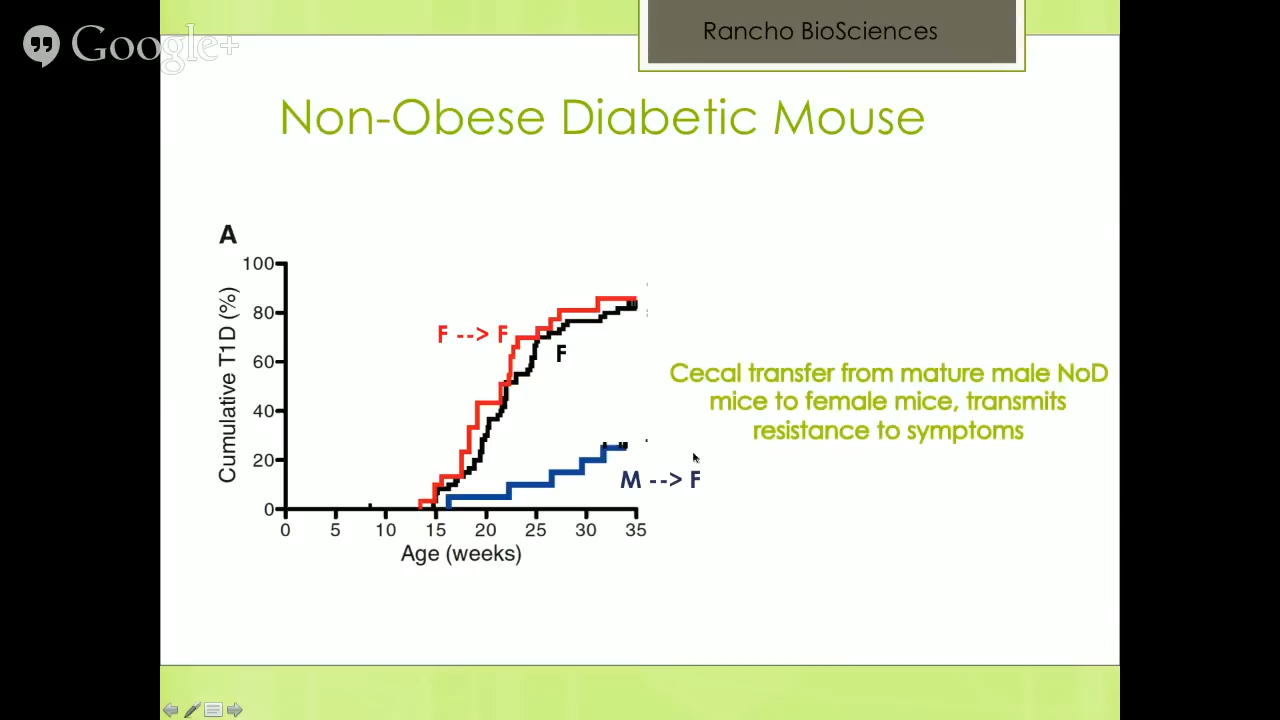 Google+
Rancho BioSciences
Non-Obese Diabetic Mouse
A
100
80
60
40
20
0
Cumulative T1D (%)
F --> F
F
M --> F
0 5 10 15 20 25 30 35
Age (weeks)
Cecal transfer from mature male NoD
mice to female mice, transmits
resistance to symptoms